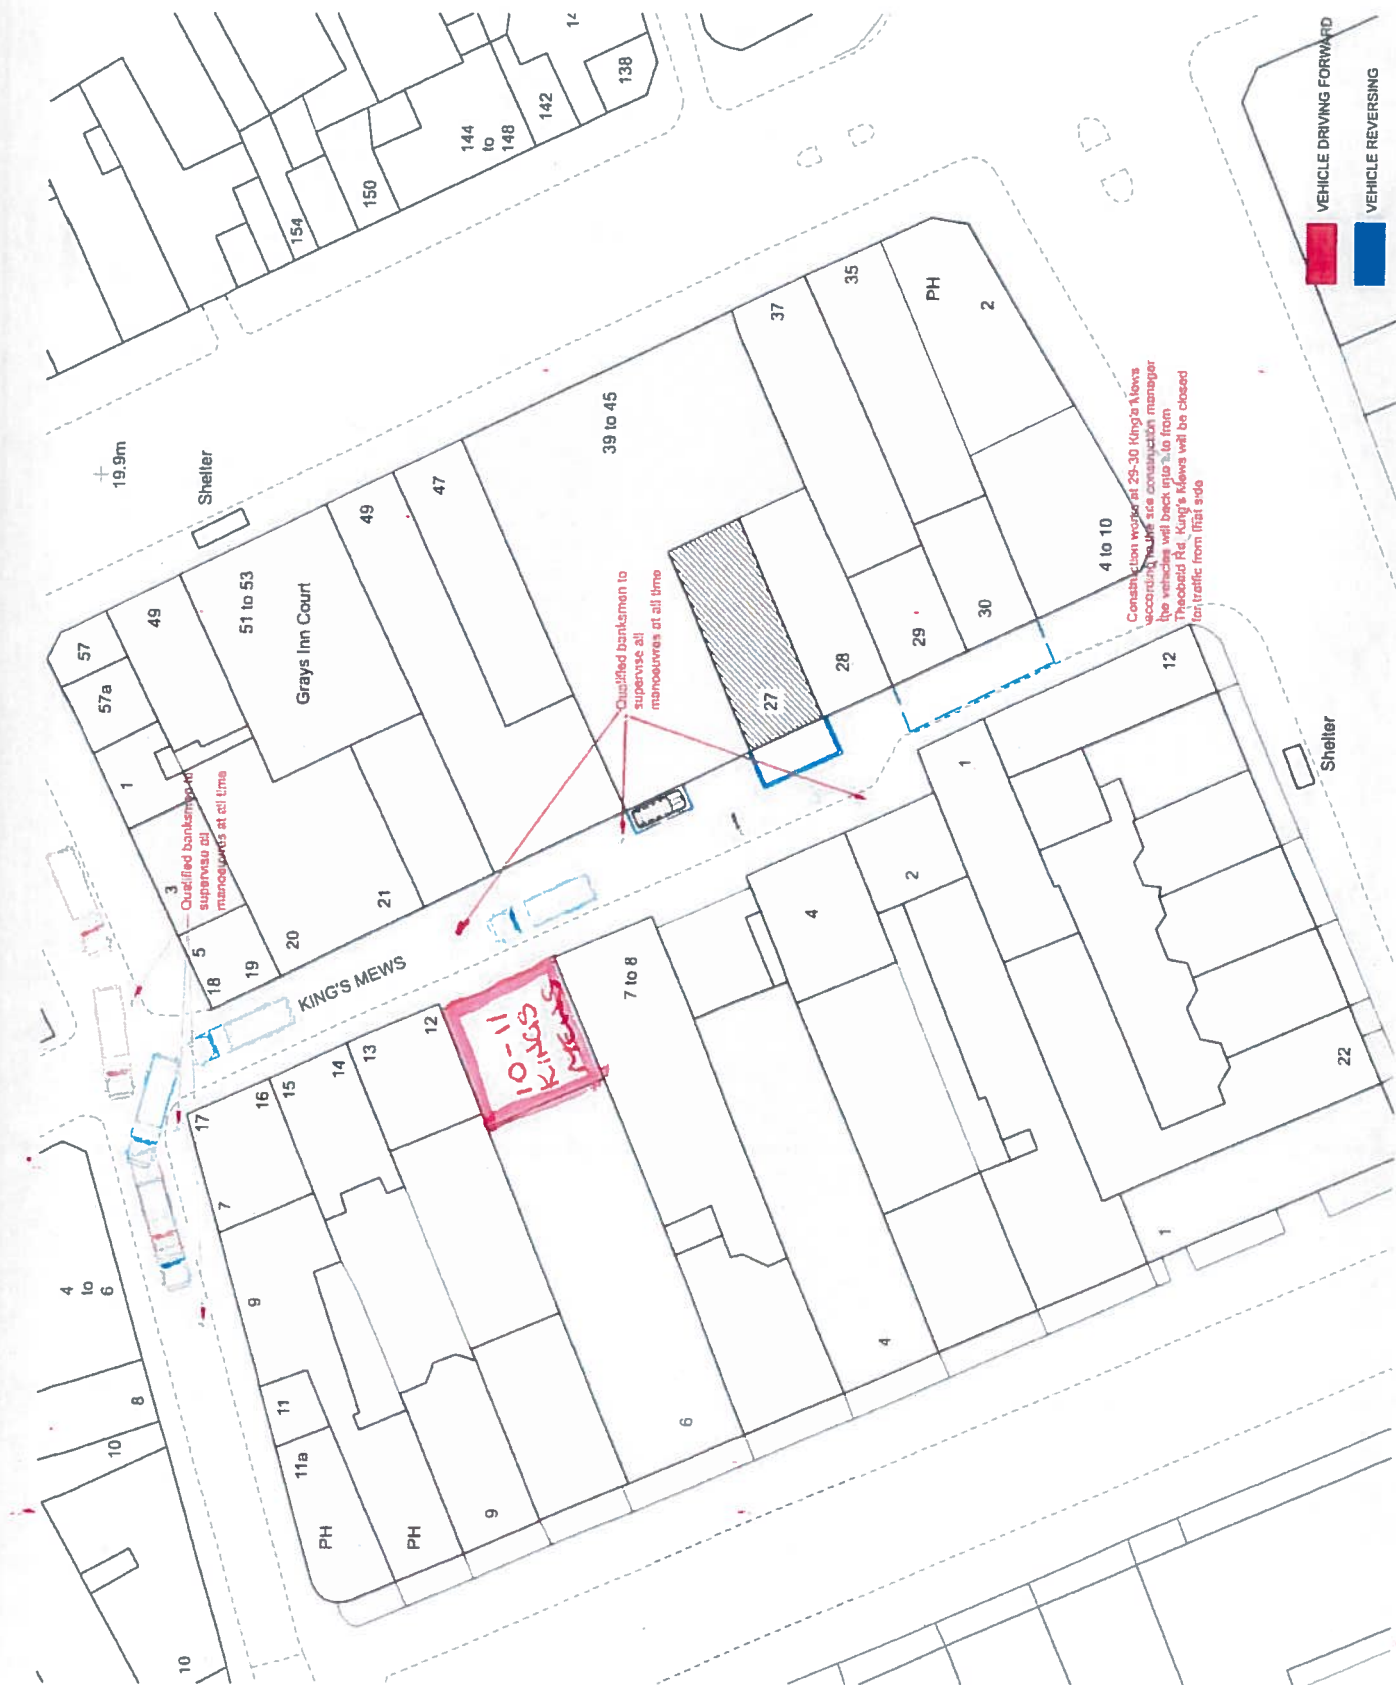 14
138
142
144
to
148
150
154
19.9m
Shelter
57
57a
49
51 to 53
Grays Inn Court
49
47
39 to 45
37
35
PH
2
1
3
5
18
19
20
21
KING'S MEWS
27
28
29
30
4 to 10
12
Shelter
17
16
15
14
13
12
10-11
KINGS
MEWS
7 to 8
4
2
1
22
1
4
6
9
PH
PH
11a
11
9
7
4
to
6
8
10
10
Qualified banksman to
supervise all
manoeuvres at all time
Qualified banksman to
supervise all
manoeuvres at all time
Construction works at 29-30 King's Mews
according to the site construction manager
the vehicles will back into to from
Theobald Rd. King's Mews will be closed
for traffic from that side
VEHICLE DRIVING FORWARD
VEHICLE REVERSING